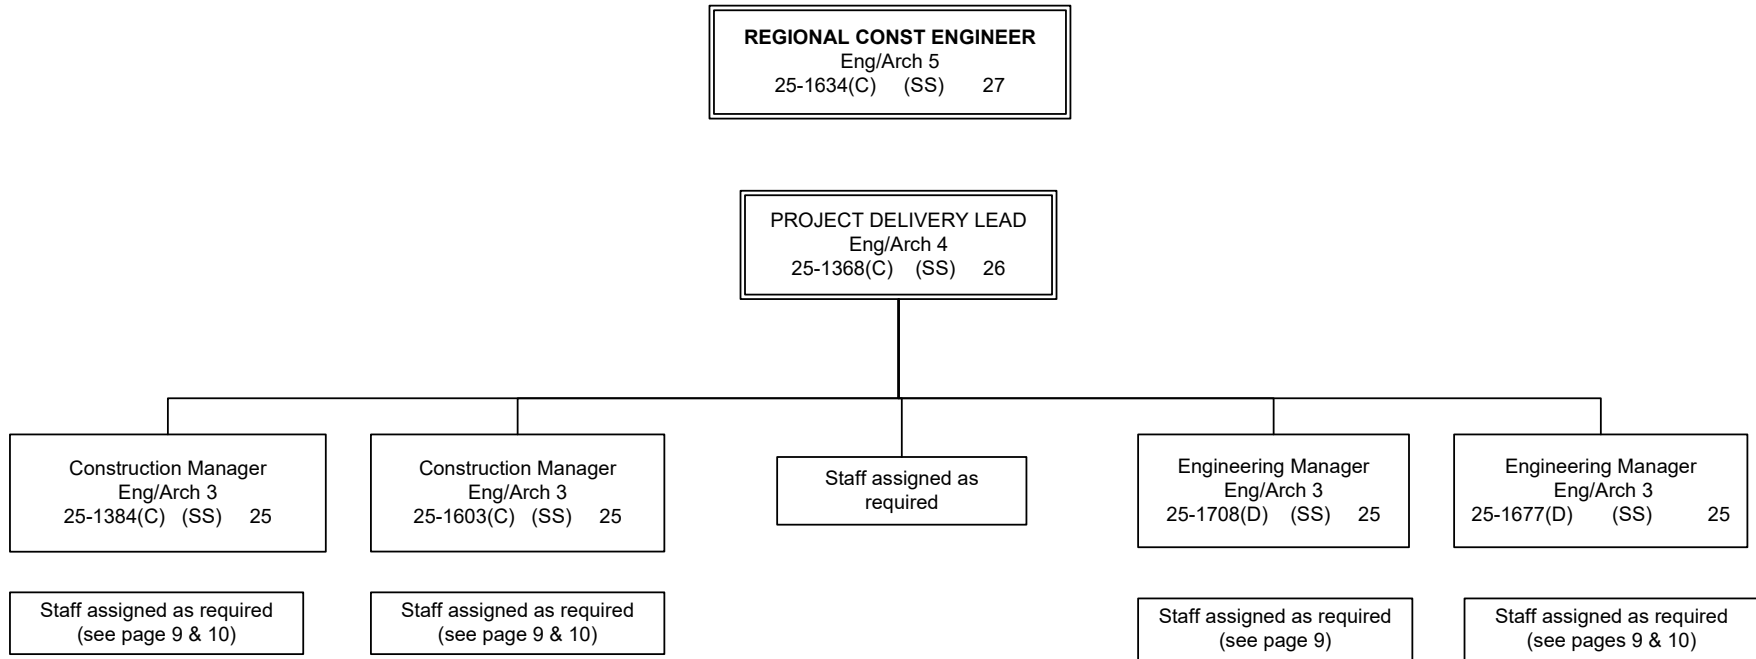 REGIONAL CONST ENGINEER
Eng/Arch 5
25-1634(C) (SS) 27
PROJECT DELIVERY LEAD
Eng/Arch 4
25-1368(C) (SS) 26
Construction Manager
Eng/Arch 3
25-1384(C) (SS) 25
Construction Manager
Eng/Arch 3
25-1603(C) (SS) 25
Staff assigned as
required
Engineering Manager
Eng/Arch 3
25-1708(D) (SS) 25
Engineering Manager
Eng/Arch 3
25-1677(D) (SS) 25
Staff assigned as required
(see page 9 & 10)
Staff assigned as required
(see page 9 & 10)
Staff assigned as required
(see page 9)
Staff assigned as required
(see pages 9 & 10)